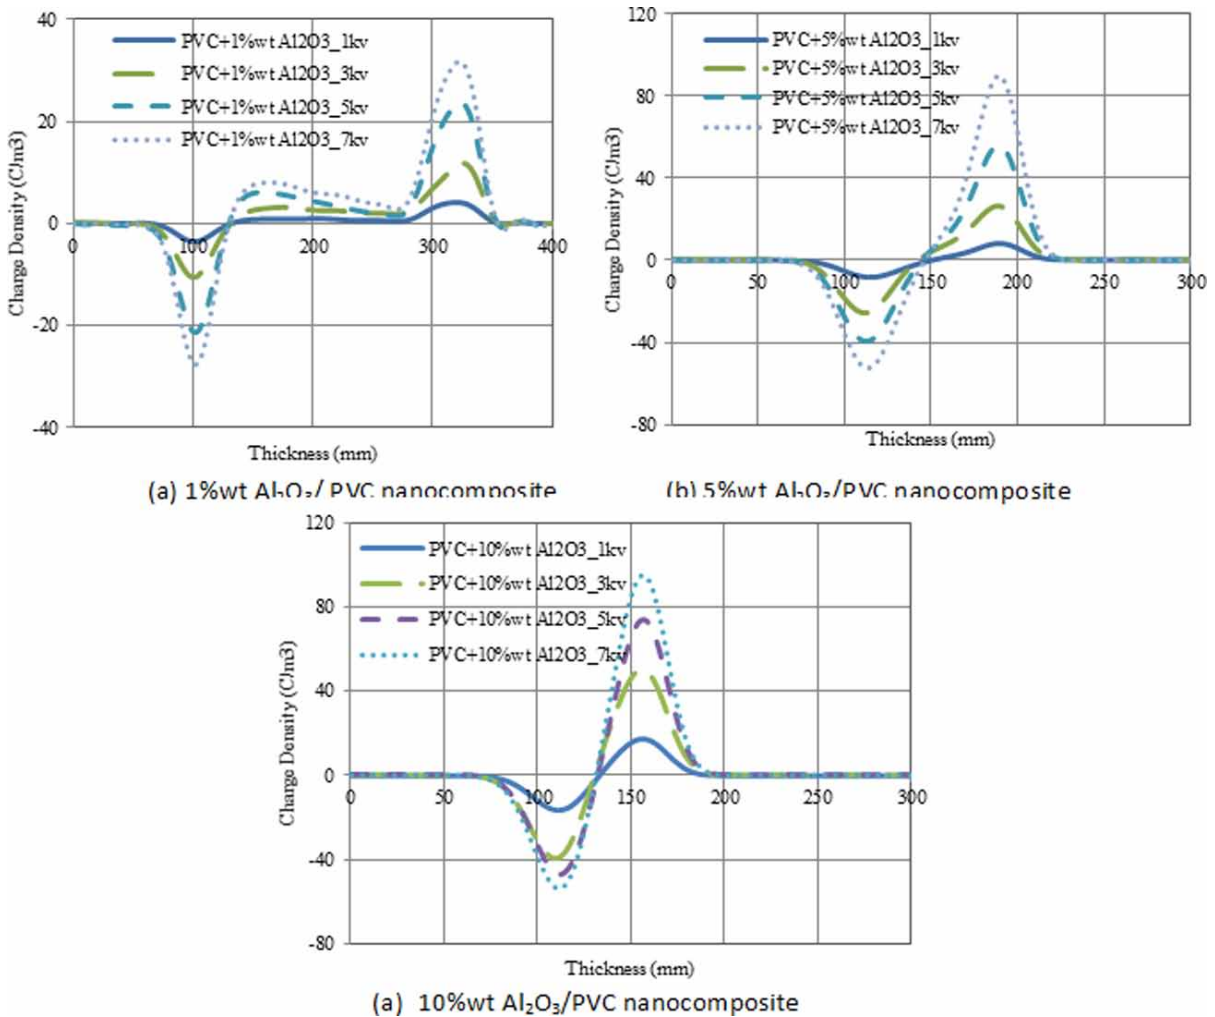 40
PVC+1%wt Al2O3_1kv
PVC+1%wt Al2O3_3kv
PVC+1%wt Al2O3_5kv
PVC+1%wt Al2O3_7kv
20
0
-20
-40
0 100 200 300 400
Charge Density (C/m3)
Thickness (mm)
(a) 1%wt Al₂O₃/ PVC nanocomposite
120
PVC+5%wt Al2O3_1kv
PVC+5%wt Al2O3_3kv
PVC+5%wt Al2O3_5kv
PVC+5%wt Al2O3_7kv
80
40
0
-40
-80
0 50 100 150 200 250 300
Charge Density (C/m3)
Thickness (mm)
(b) 5%wt Al₂O₃/PVC nanocomposite
120
PVC+10%wt Al2O3_1kv
PVC+10%wt Al2O3_3kv
PVC+10%wt Al2O3_5kv
PVC+10%wt Al2O3_7kv
80
40
0
-40
-80
0 50 100 150 200 250 300
Charge Density (C/m3)
Thickness (mm)
(a) 10%wt Al₂O₃/PVC nanocomposite